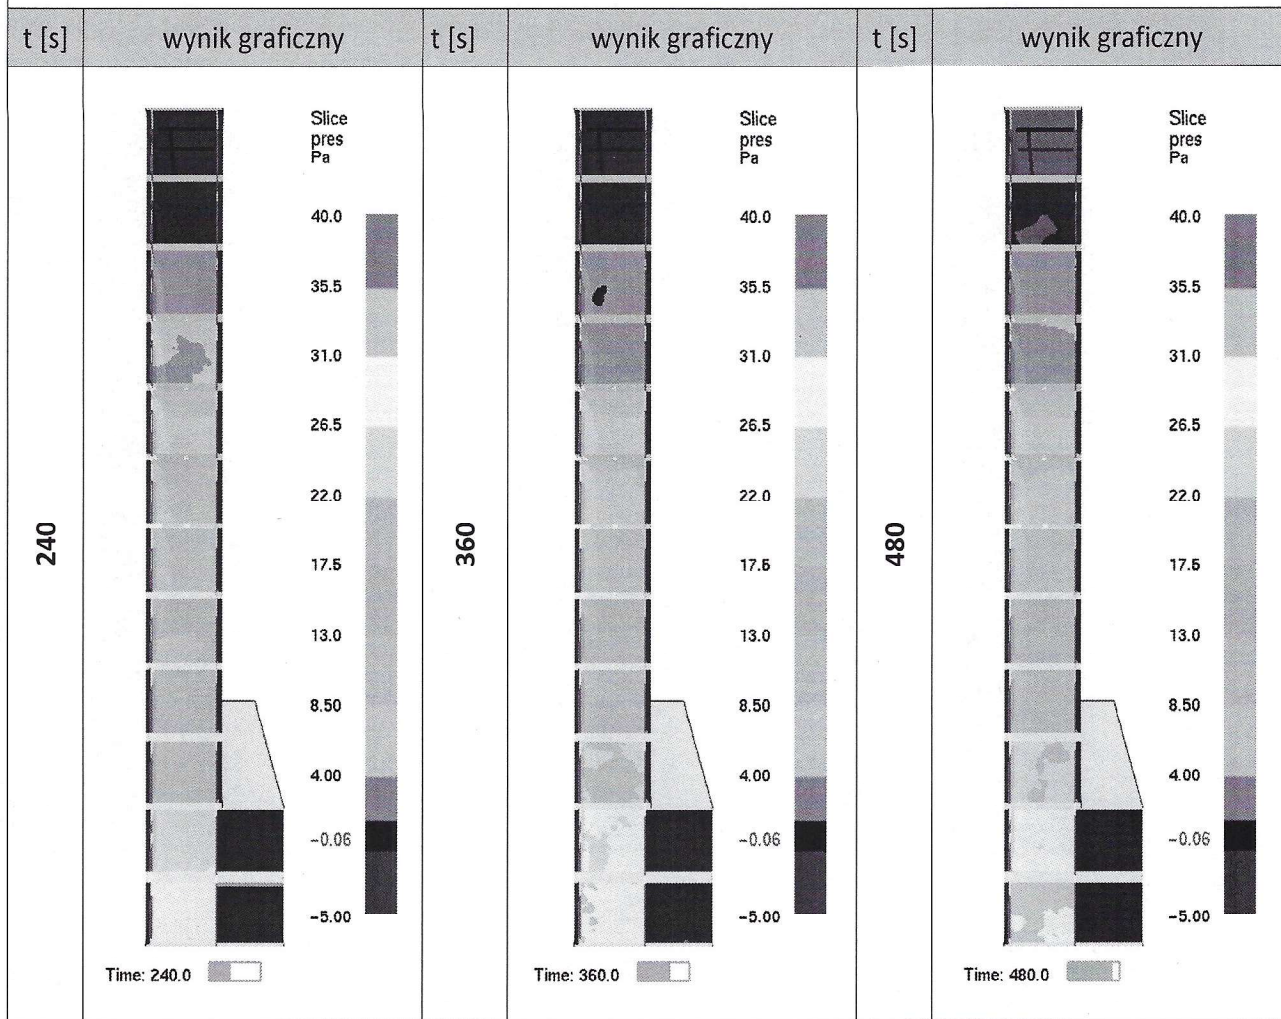 t [s] wynik graficzny t [s] wynik graficzny t [s] wynik graficzny
240
Slice
pres
Pa
40.0
35.5
31.0
26.5
22.0
17.5
13.0
8.50
4.00
-0.06
-5.00
Time: 240.0
360
Slice
pres
Pa
40.0
35.5
31.0
26.5
22.0
17.5
13.0
8.50
4.00
-0.06
-5.00
Time: 360.0
480
Slice
pres
Pa
40.0
35.5
31.0
26.5
22.0
17.5
13.0
8.50
4.00
-0.06
-5.00
Time: 480.0